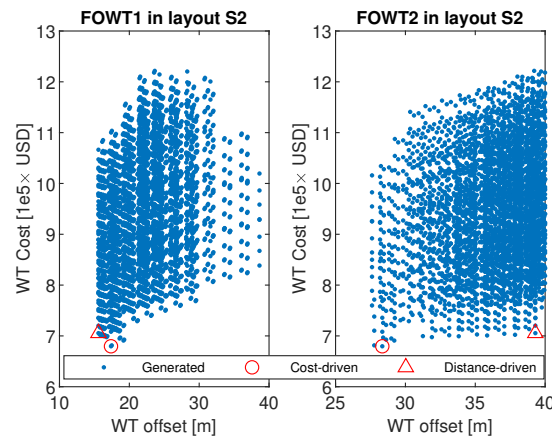 FOWT1 in layout S2
FOWT2 in layout S2
WT Cost [1e5× USD]
13
12
11
10
9
8
7
6
10
20
30
40
WT offset [m]
WT Cost [1e5× USD]
13
12
11
10
9
8
7
6
25
30
35
40
WT offset [m]
Generated
Cost-driven
Distance-driven